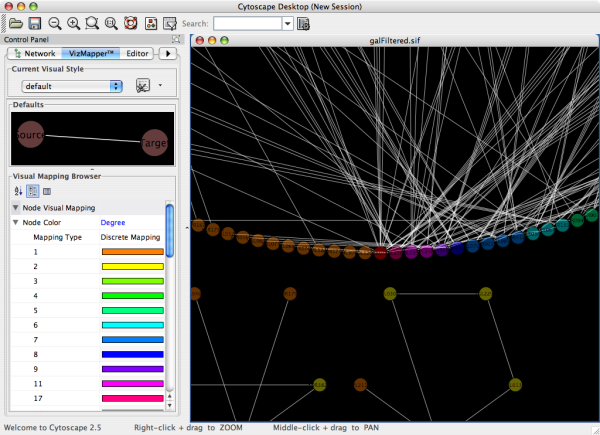 Cytoscape Desktop (New Session)
Search:
Control Panel
Network VizMapper™ Editor
Current Visual Style
default
Defaults
Source Target
Visual Mapping Browser
Node Visual Mapping
Node Color Degree
Mapping Type Discrete Mapping
1
2
3
4
5
6
7
8
9
11
17
galFiltered.sif
Welcome to Cytoscape 2.5 Right-click + drag to ZOOM Middle-click + drag to PAN